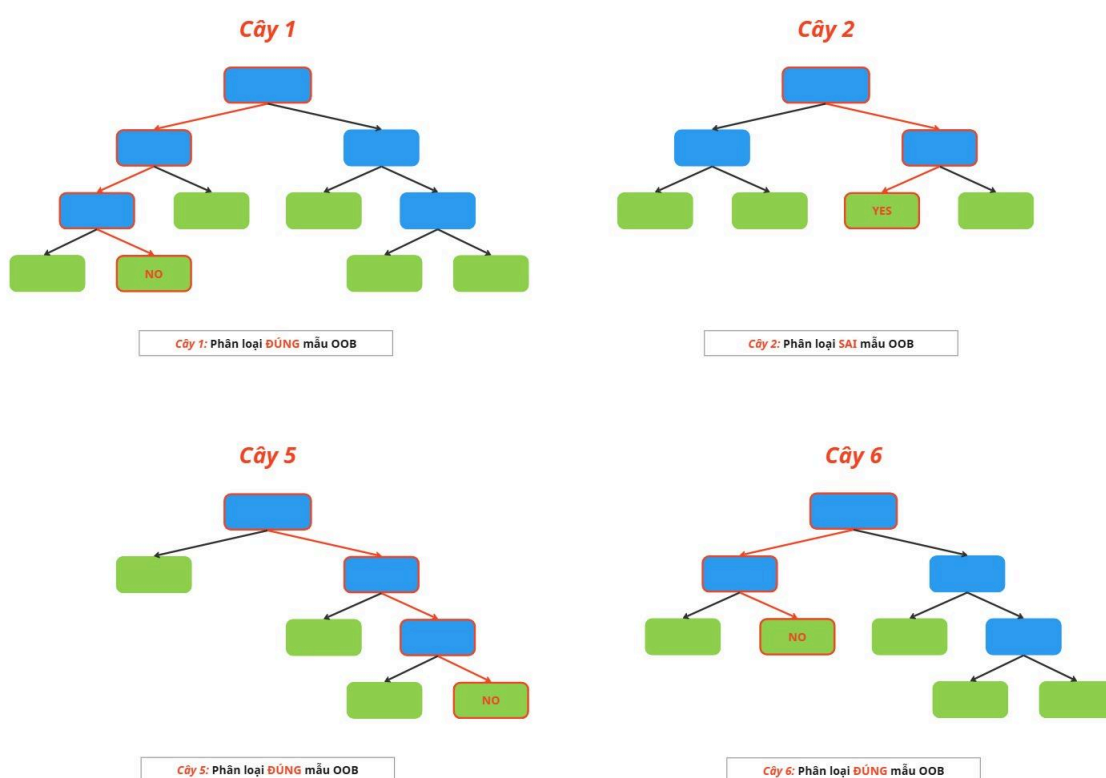 Cây 1
Cây 2
YES
NO
Cây 1: Phân loại ĐÚNG mẫu OOB
Cây 2: Phân loại SAI mẫu OOB
Cây 5
Cây 6
NO
NO
Cây 5: Phân loại ĐÚNG mẫu OOB
Cây 6: Phân loại ĐÚNG mẫu OOB